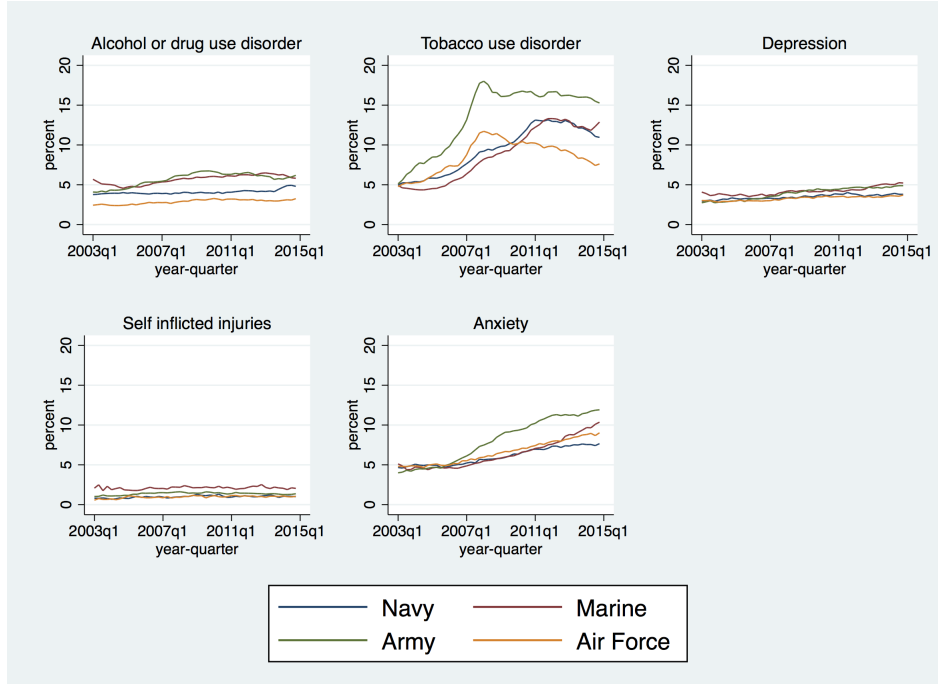 Alcohol or drug use disorder
percent
20
15
10
5
0
2003q1 2007q1 2011q1 2015q1
year-quarter
Tobacco use disorder
percent
20
15
10
5
0
2003q1 2007q1 2011q1 2015q1
year-quarter
Depression
percent
20
15
10
5
0
2003q1 2007q1 2011q1 2015q1
year-quarter
Self inflicted injuries
percent
20
15
10
5
0
2003q1 2007q1 2011q1 2015q1
year-quarter
Anxiety
percent
20
15
10
5
0
2003q1 2007q1 2011q1 2015q1
year-quarter
Navy Marine
Army Air Force